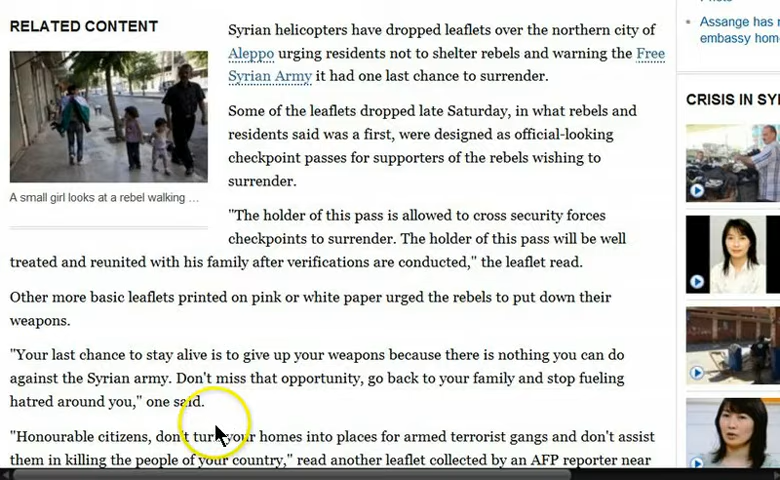 RELATED CONTENT
A small girl looks at a rebel walking ...
Syrian helicopters have dropped leaflets over the northern city of
Aleppo urging residents not to shelter rebels and warning the Free
Syrian Army it had one last chance to surrender.
Some of the leaflets dropped late Saturday, in what rebels and
residents said was a first, were designed as official-looking
checkpoint passes for supporters of the rebels wishing to
surrender.
"The holder of this pass is allowed to cross security forces
checkpoints to surrender. The holder of this pass will be well
treated and reunited with his family after verifications are conducted," the leaflet read.
Other more basic leaflets printed on pink or white paper urged the rebels to put down their
weapons.
"Your last chance to stay alive is to give up your weapons because there is nothing you can do
against the Syrian army. Don't miss that opportunity, go back to your family and stop fueling
hatred around you," one said.
"Honourable citizens, don't turn your homes into places for armed terrorist gangs and don't assist
them in killing the people of your country," read another leaflet collected by an AFP reporter near
Assange has
embassy hom
CRISIS IN SY